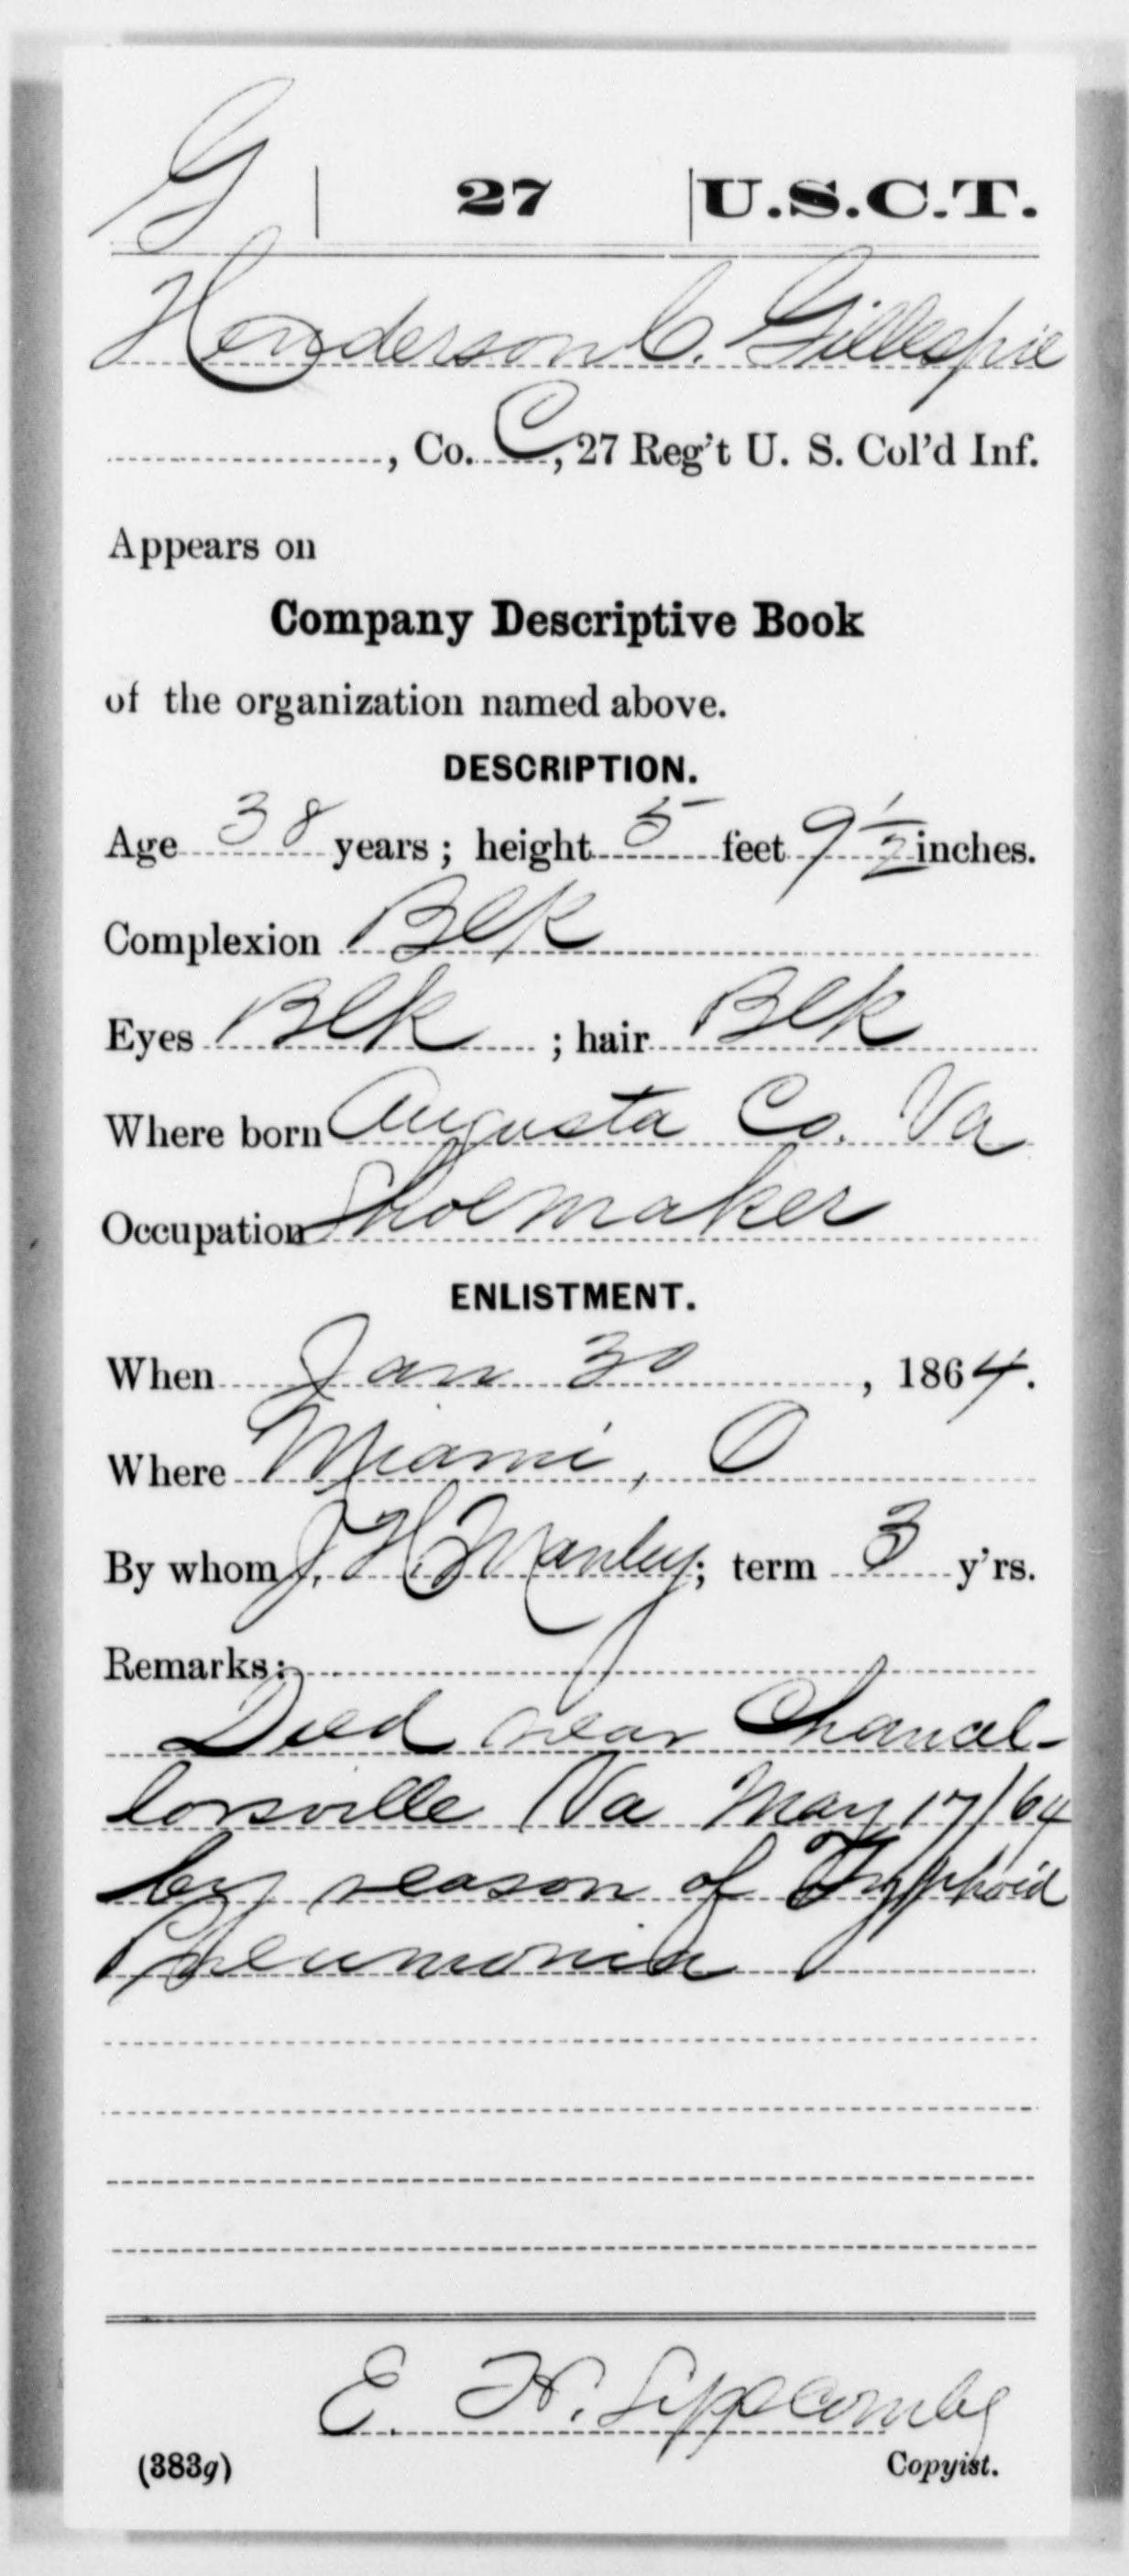 G | 27 | U.S.C.T.
Henderson C. Gillespie
, Co. C, 27 Reg't U. S. Col'd Inf.
Appears on
Company Descriptive Book
of the organization named above.
DESCRIPTION.
Age 38 years; height 5 feet 9 1/2 inches.
Complexion Blk
Eyes Blk ; hair Blk
Where born Augusta Co. Va
Occupation Shoemaker
ENLISTMENT.
When Jan 30, 1864.
Where Miami, O
By whom J. H. Manley; term 3 y'rs.
Remarks:
Died near Chancel-
lorsville Va May 17/64
by reason of Typhoid
Pneumonia
E. H. Lippscomb
(383g) Copyist.